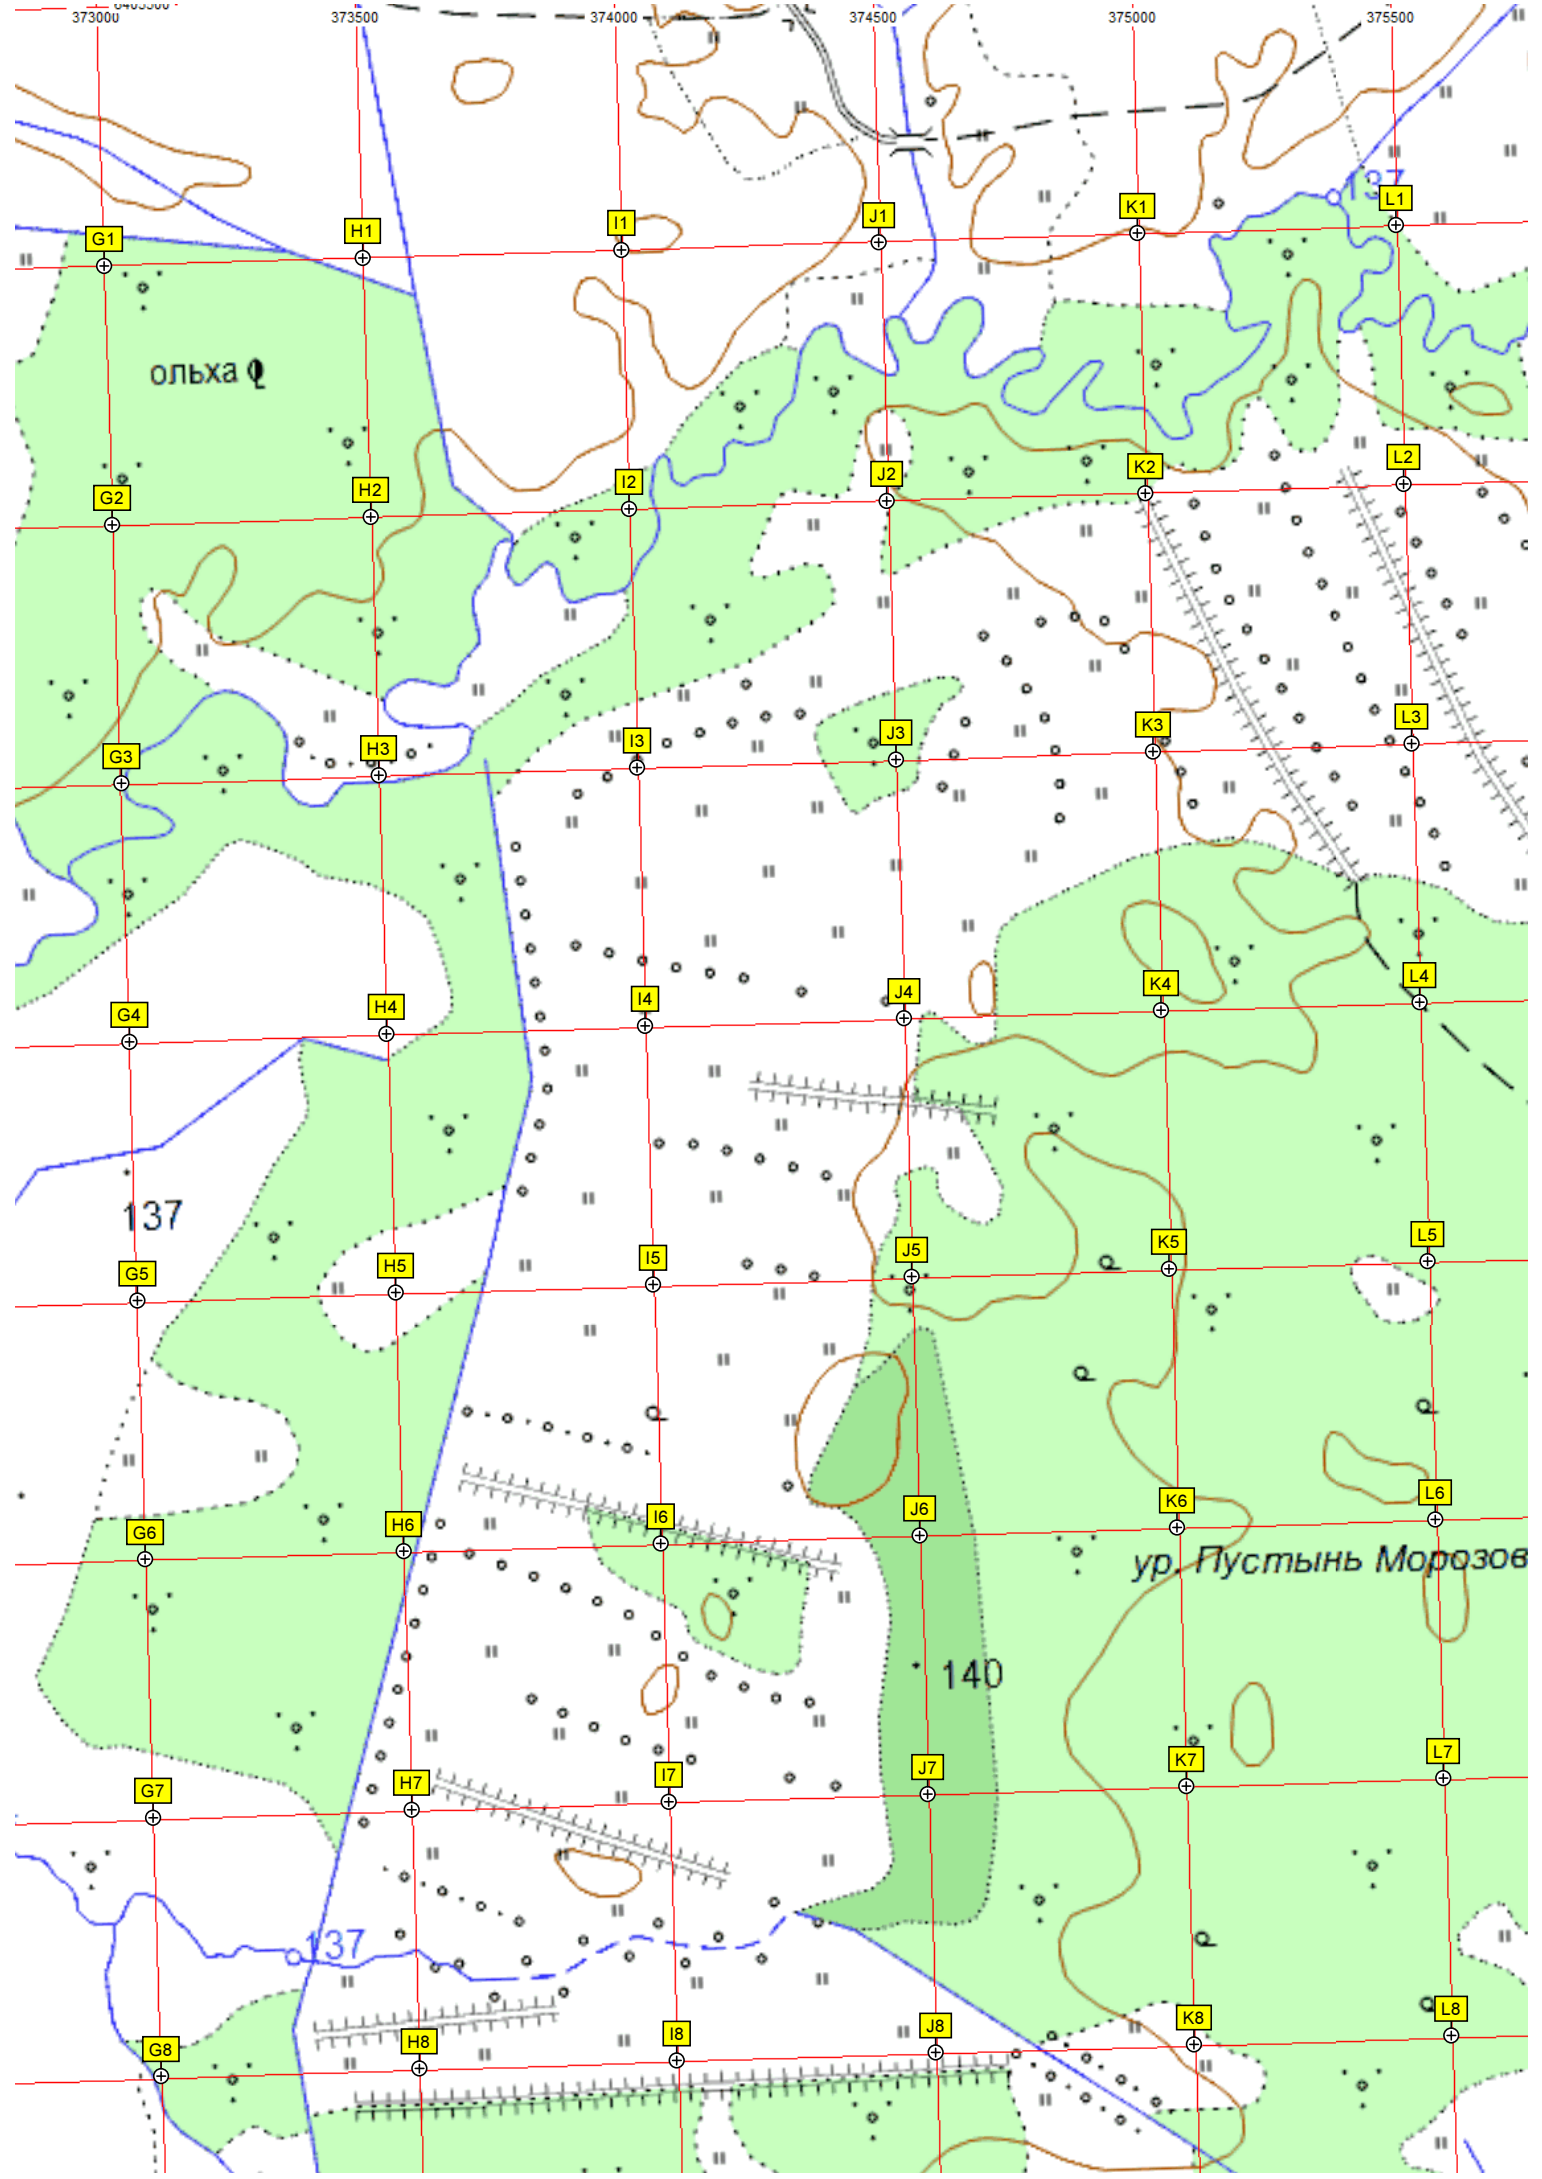 373000 373500 374000 374500 375000 375500
137
G1 H1 I1 J1 K1 L1
ольха
G2 H2 I2 J2 K2 L2
G3 H3 I3 J3 K3 L3
G4 H4 I4 J4 K4 L4
137
G5 H5 I5 J5 K5 L5
G6 H6 I6 J6 K6 L6
ур. Пустынь Морозов
140
G7 H7 I7 J7 K7 L7
137
G8 H8 I8 J8 K8 L8